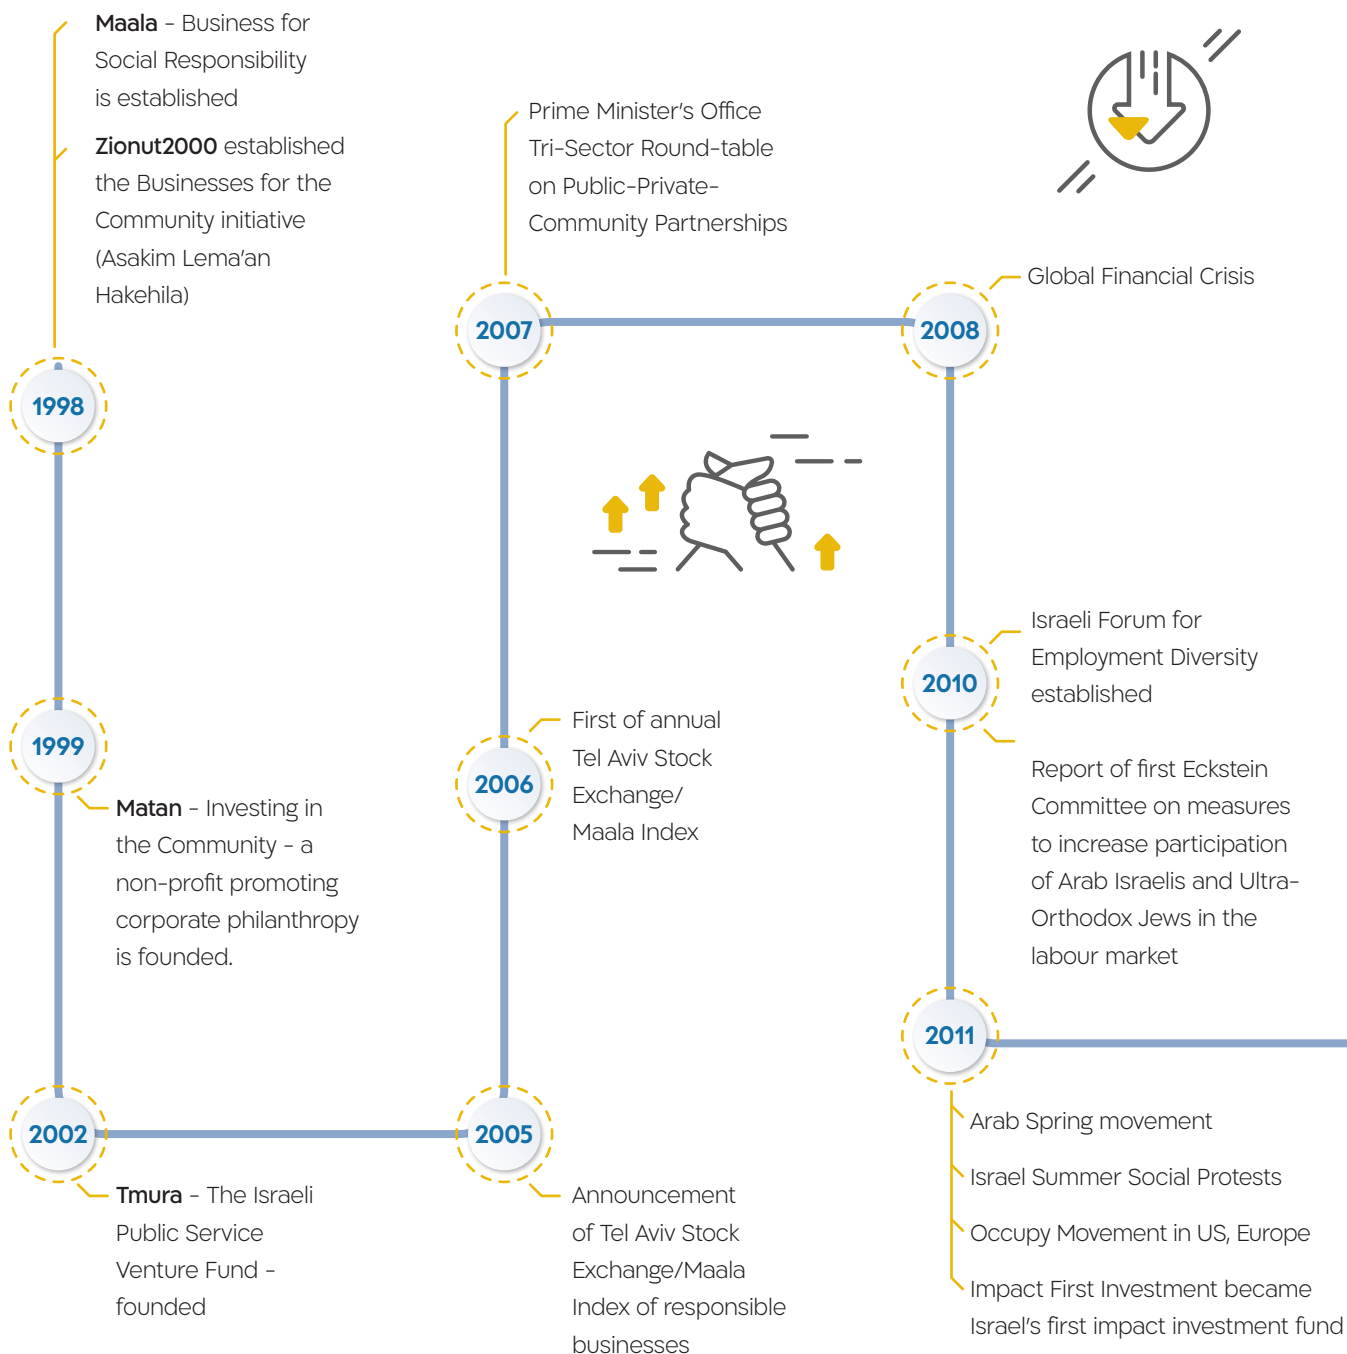 Maala - Business for
Social Responsibility
is established
Zionut2000 established
the Businesses for the
Community initiative
(Asakim Lema'an
Hakehila)
1998
1999
Matan - Investing in
the Community - a
non-profit promoting
corporate philanthropy
is founded.
2002
Tmura - The Israeli
Public Service
Venture Fund -
founded
2005
Announcement
of Tel Aviv Stock
Exchange/Maala
Index of responsible
businesses
2006
First of annual
Tel Aviv Stock
Exchange/
Maala Index
Prime Minister's Office
Tri-Sector Round-table
on Public-Private-
Community Partnerships
2007
2008
Global Financial Crisis
2010
Israeli Forum for
Employment Diversity
established
Report of first Eckstein
Committee on measures
to increase participation
of Arab Israelis and Ultra-
Orthodox Jews in the
labour market
2011
Arab Spring movement
Israel Summer Social Protests
Occupy Movement in US, Europe
Impact First Investment became
Israel's first impact investment fund